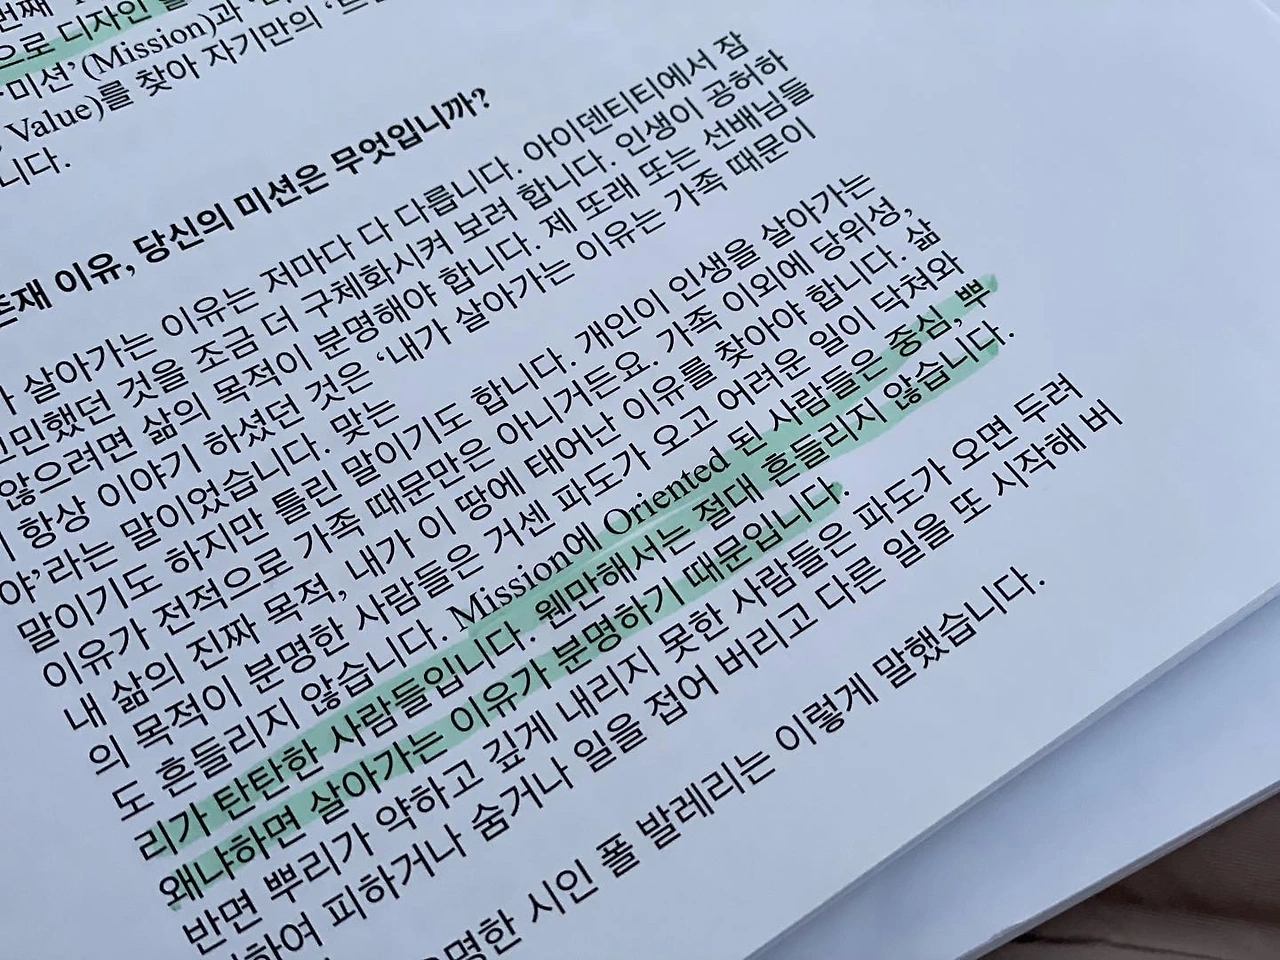 번째
으로 디자인
'미션'(Mission)과
Value)를 찾아 자기만의
니다.
존재 이유, 당신의 미션은 무엇입니까?
살아가는 이유는 저마다 다 다릅니다. 아이덴티티에서 잠
민했던 것을 조금 더 구체화시켜 보려 합니다. 인생이 공허하
않으려면 삶의 목적이 분명해야 합니다. 제 또래 또는 선배님들
항상 이야기 하셨던 것은 '내가 살아가는 이유는 가족 때문이
야'라는 말이었습니다. 맞는
말이기도 하지만 틀린 말이기도 합니다. 개인이 인생을 살아가는
이유가 전적으로 가족 때문만은 아니거든요. 가족 이외에 당위성,
내 삶의 진짜 목적, 내가 이 땅에 태어난 이유를 찾아야 합니다. 삶
의 목적이 분명한 사람들은 거센 파도가 오고 어려운 일이 닥쳐와
도 흔들리지 않습니다. Mission에 Oriented 된 사람들은 중심, 뿌
리가 탄탄한 사람들입니다. 웬만해서는 절대 흔들리지 않습니다.
왜냐하면 살아가는 이유가 분명하기 때문입니다.
반면 뿌리가 약하고 깊게 내리지 못한 사람들은 파도가 오면 두려
하여 피하거나 숨거나 일을 접어 버리고 다른 일을 또 시작해 버
명한 시인 폴 발레리는 이렇게 말했습니다.